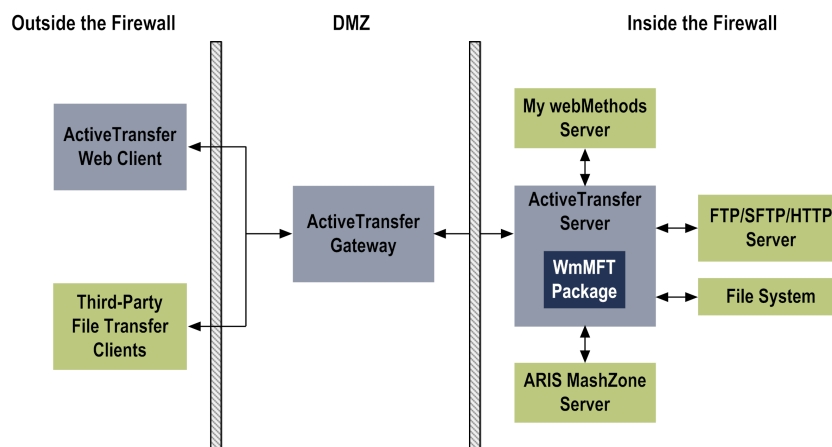 Outside the Firewall
DMZ
Inside the Firewall
ActiveTransfer
Web Client
Third-Party
File Transfer
Clients
ActiveTransfer
Gateway
My webMethods
Server
ActiveTransfer
Server
WmMFT
Package
FTP/SFTP/HTTP
Server
File System
ARIS MashZone
Server